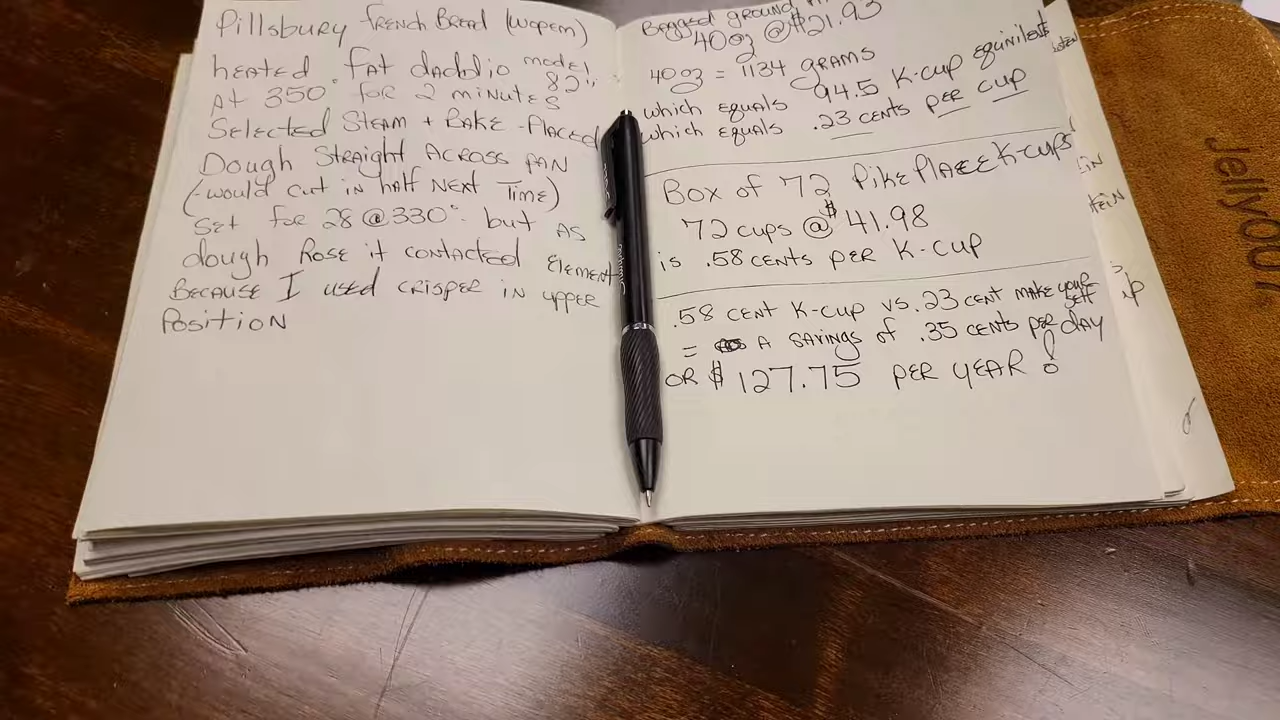 Pillsbury French Bread (wopem)
heated Fat daddio model
82",
At 350° for 2 minutes
Selected Steam + Bake - Placed
Dough Straight Across pan
(-would cut in half Next Time)
Set for 28 @ 330° but as
dough Rose it contacted Element
Because I used crisper in upper
Position
Bagged ground
40oz @ $21.93
40oz = 1134 grams
which equals 94.5 K-cup equivilent
which equals .23 cents per cup
Box of 72 Pike Place K-cups
72 cups @ $41.98
is .58 cents per K-cup
.58 cent K-cup vs .23 cent make your self
= A savings of .35 cents per day
OR $127.75 per year !
Jelly007